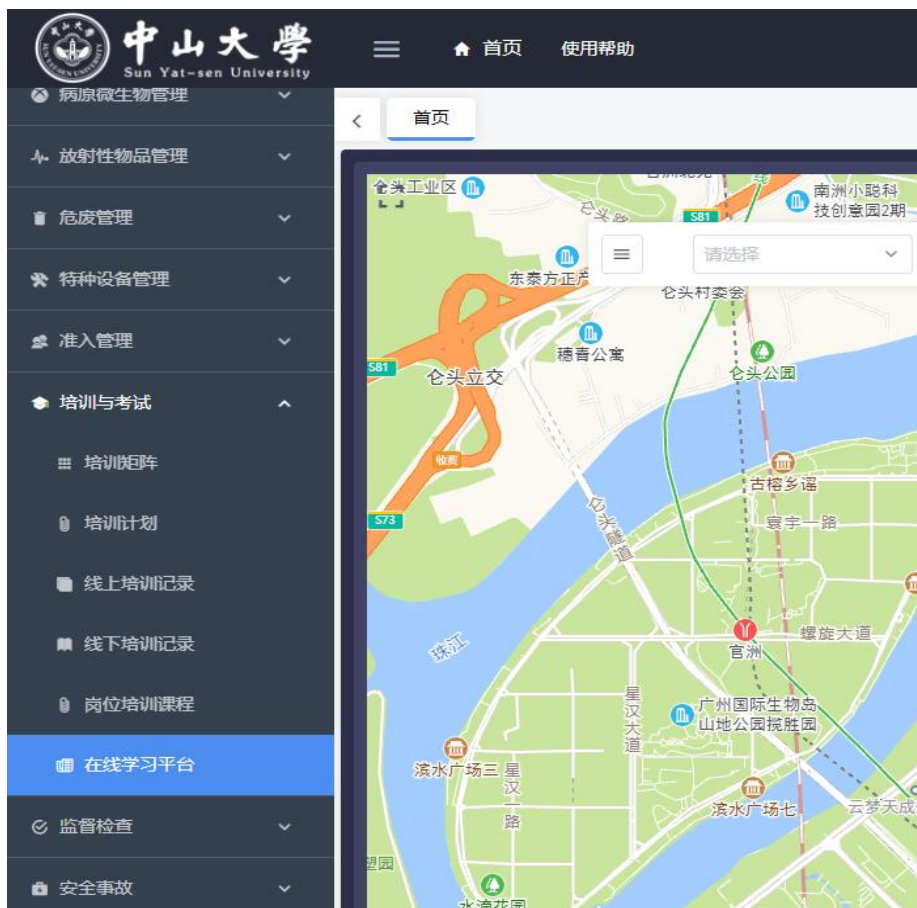 中山大學
Sun Yat-sen University
首页
使用帮助
病原微生物管理
放射性物品管理
危废管理
特种设备管理
准入管理
培训与考试
培训矩阵
培训计划
线上培训记录
线下培训记录
岗位培训课程
在线学习平台
监督检查
安全事故
首页
仑头工业区
南洲小聪科
技创意园2期
S81
请选择
东泰方正产
仑头村委会
穗青公寓
S81
仑头立交
仑头公园
收费
古榕乡谣
S73
仑头隧道
寰宇一路
珠江
螺旋大道
官洲
星汉大道
广州国际生物岛
山地公园揽胜园
滨水广场三
星汉一路
滨水广场七
云梦天成
望园